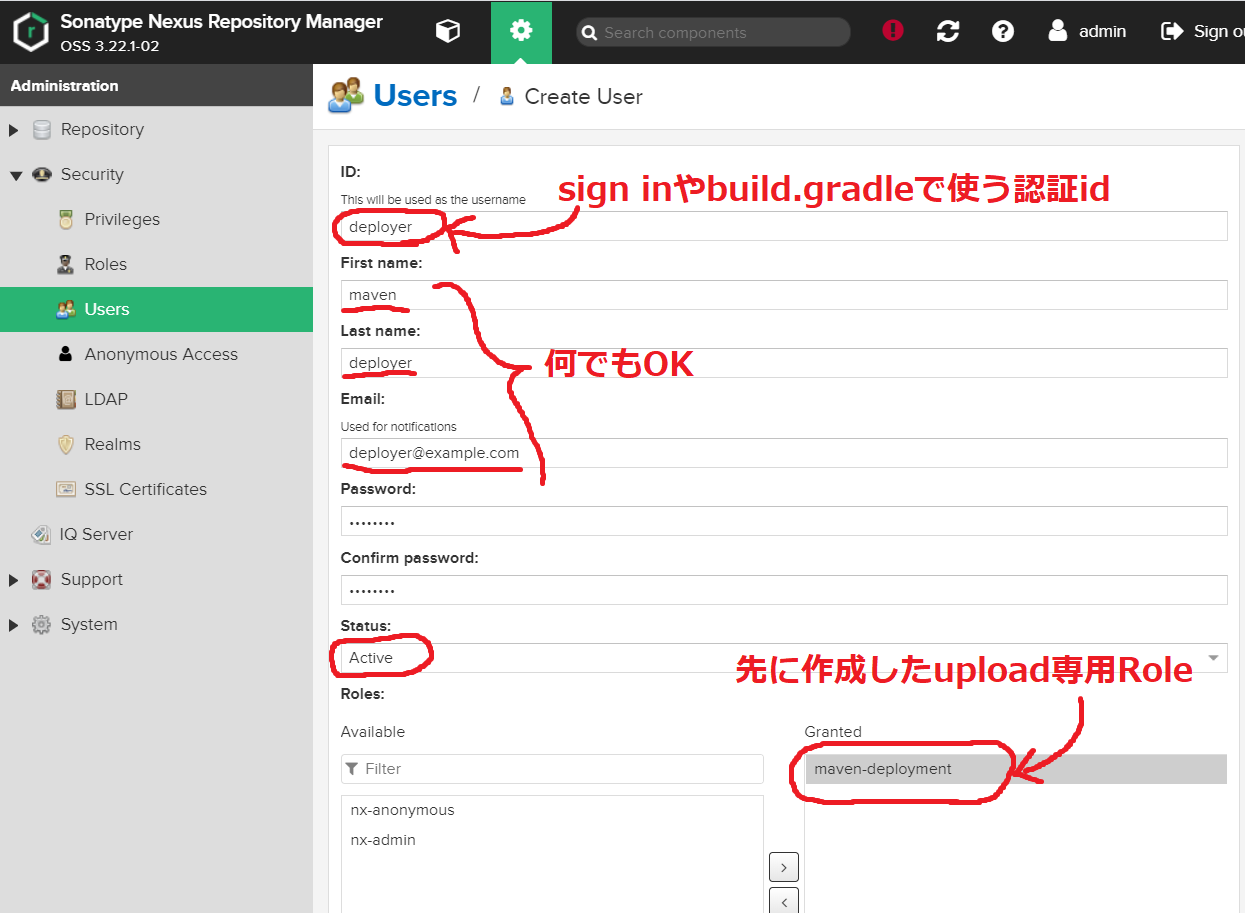 Sonatype Nexus Repository Manager
OSS 3.22.1-02
Search components
admin
Sign ou
Administration
Repository
Security
Privileges
Roles
Users
Anonymous Access
LDAP
Realms
SSL Certificates
IQ Server
Support
System
Users / Create User
ID:
This will be used as the username
sign inやbuild.gradleで使う認証id
deployer
First name:
maven
Last name:
deployer
何でもOK
Email:
Used for notifications
deployer@example.com
Password:
••••••••
Confirm password:
••••••••
Status:
Active
先に作成したupload専用Role
Roles:
Available
Granted
Filter
maven-deployment
nx-anonymous
nx-admin